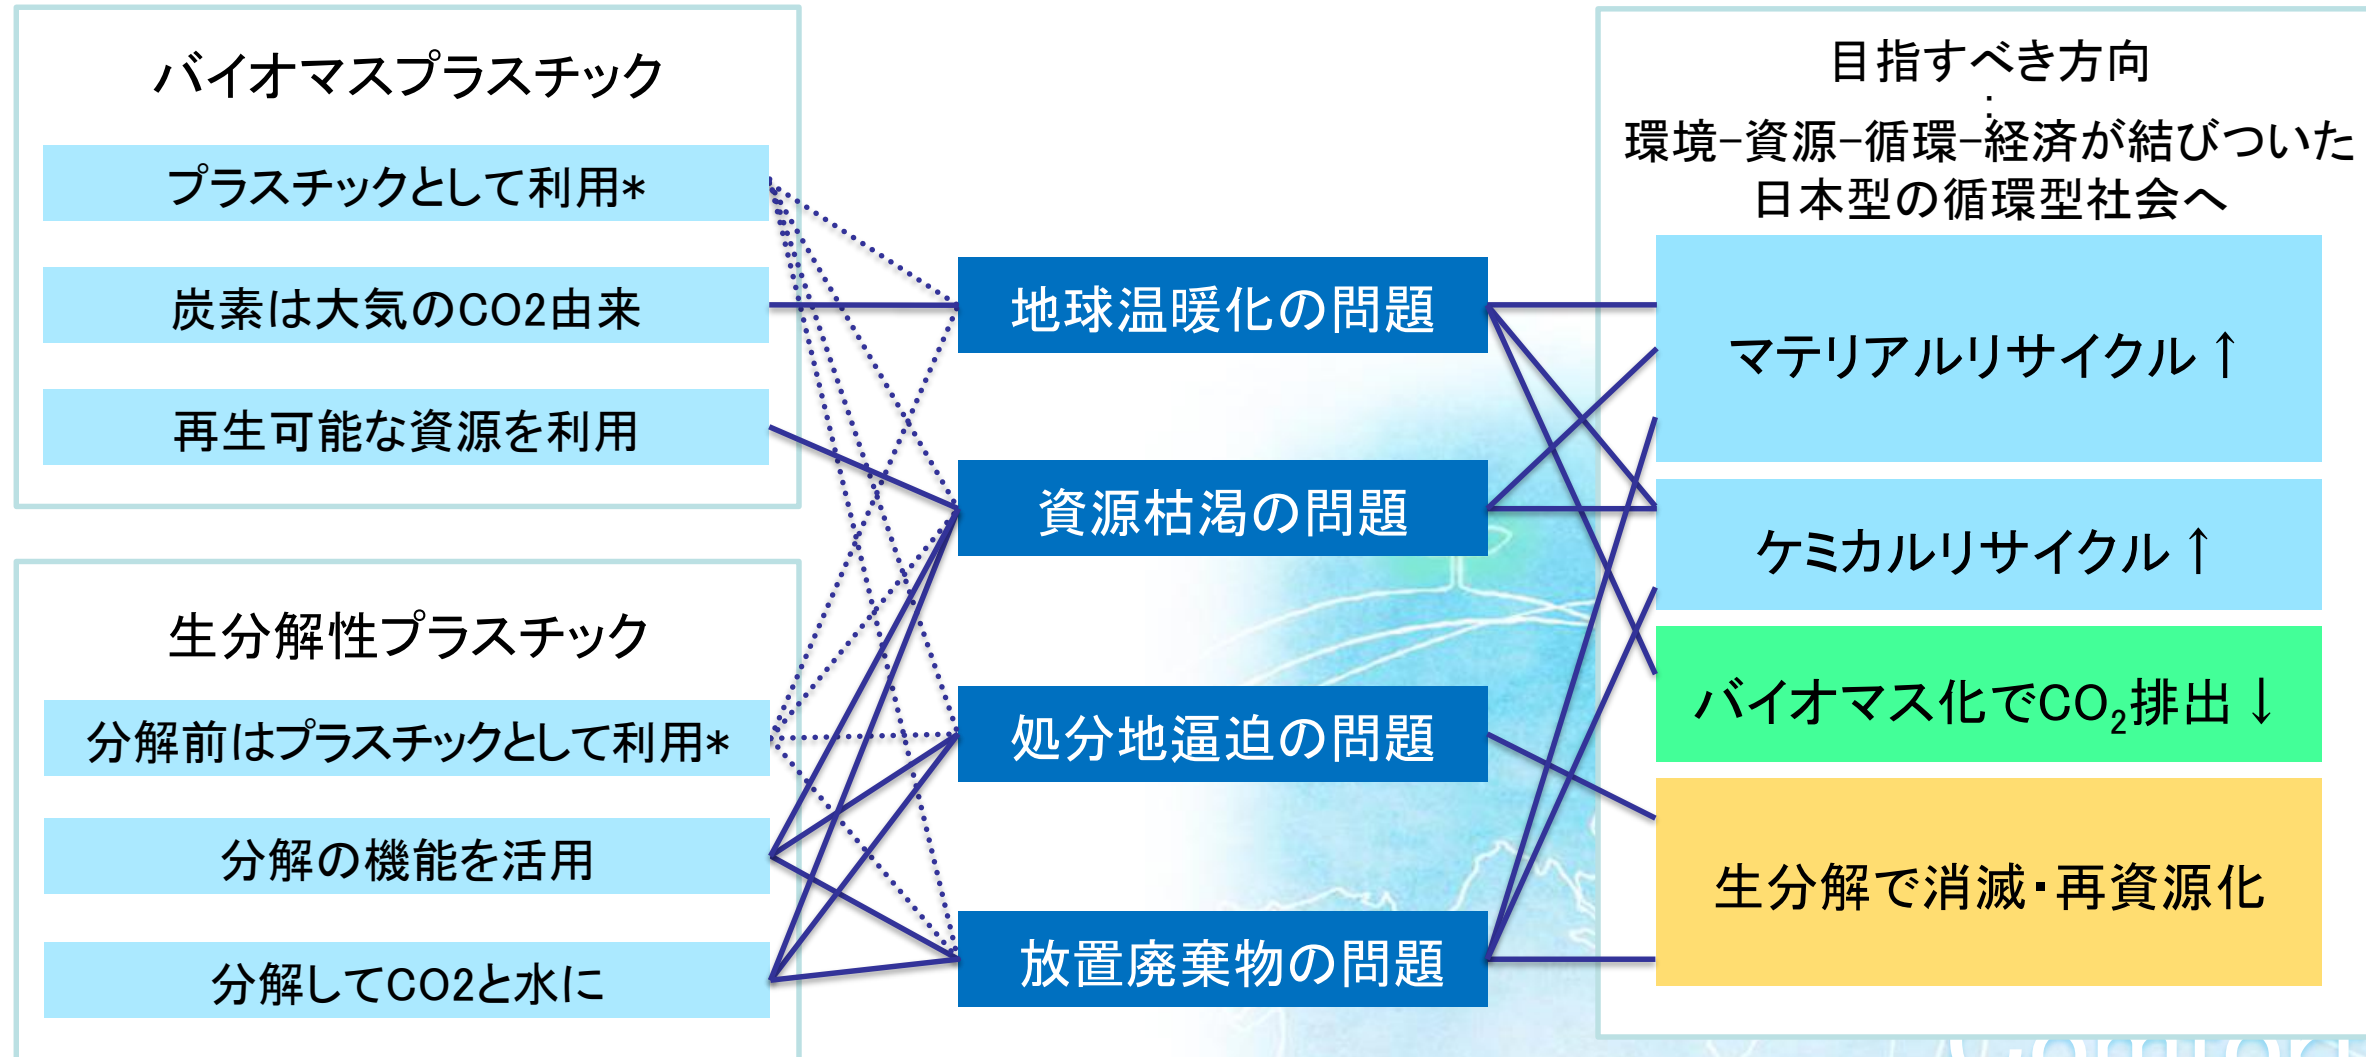 バイオマスプラスチック
プラスチックとして利用*
炭素は大気のCO2由来
再生可能な資源を利用
生分解性プラスチック
分解前はプラスチックとして利用*
分解の機能を活用
分解してCO2と水に
地球温暖化の問題
資源枯渇の問題
処分地逼迫の問題
放置廃棄物の問題
目指すべき方向
:
環境-資源-循環-経済が結びついた
日本型の循環型社会へ
マテリアルリサイクル↑
ケミカルリサイクル↑
バイオマス化でCO₂排出↓
生分解で消滅・再資源化